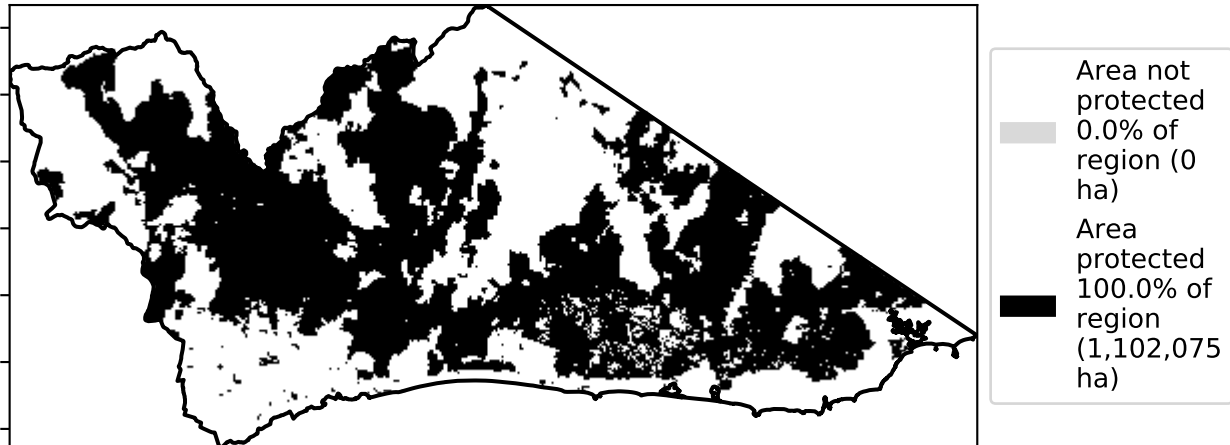 Area not
protected
0.0% of
region (0
ha)
Area
protected
100.0% of
region
(1,102,075
ha)